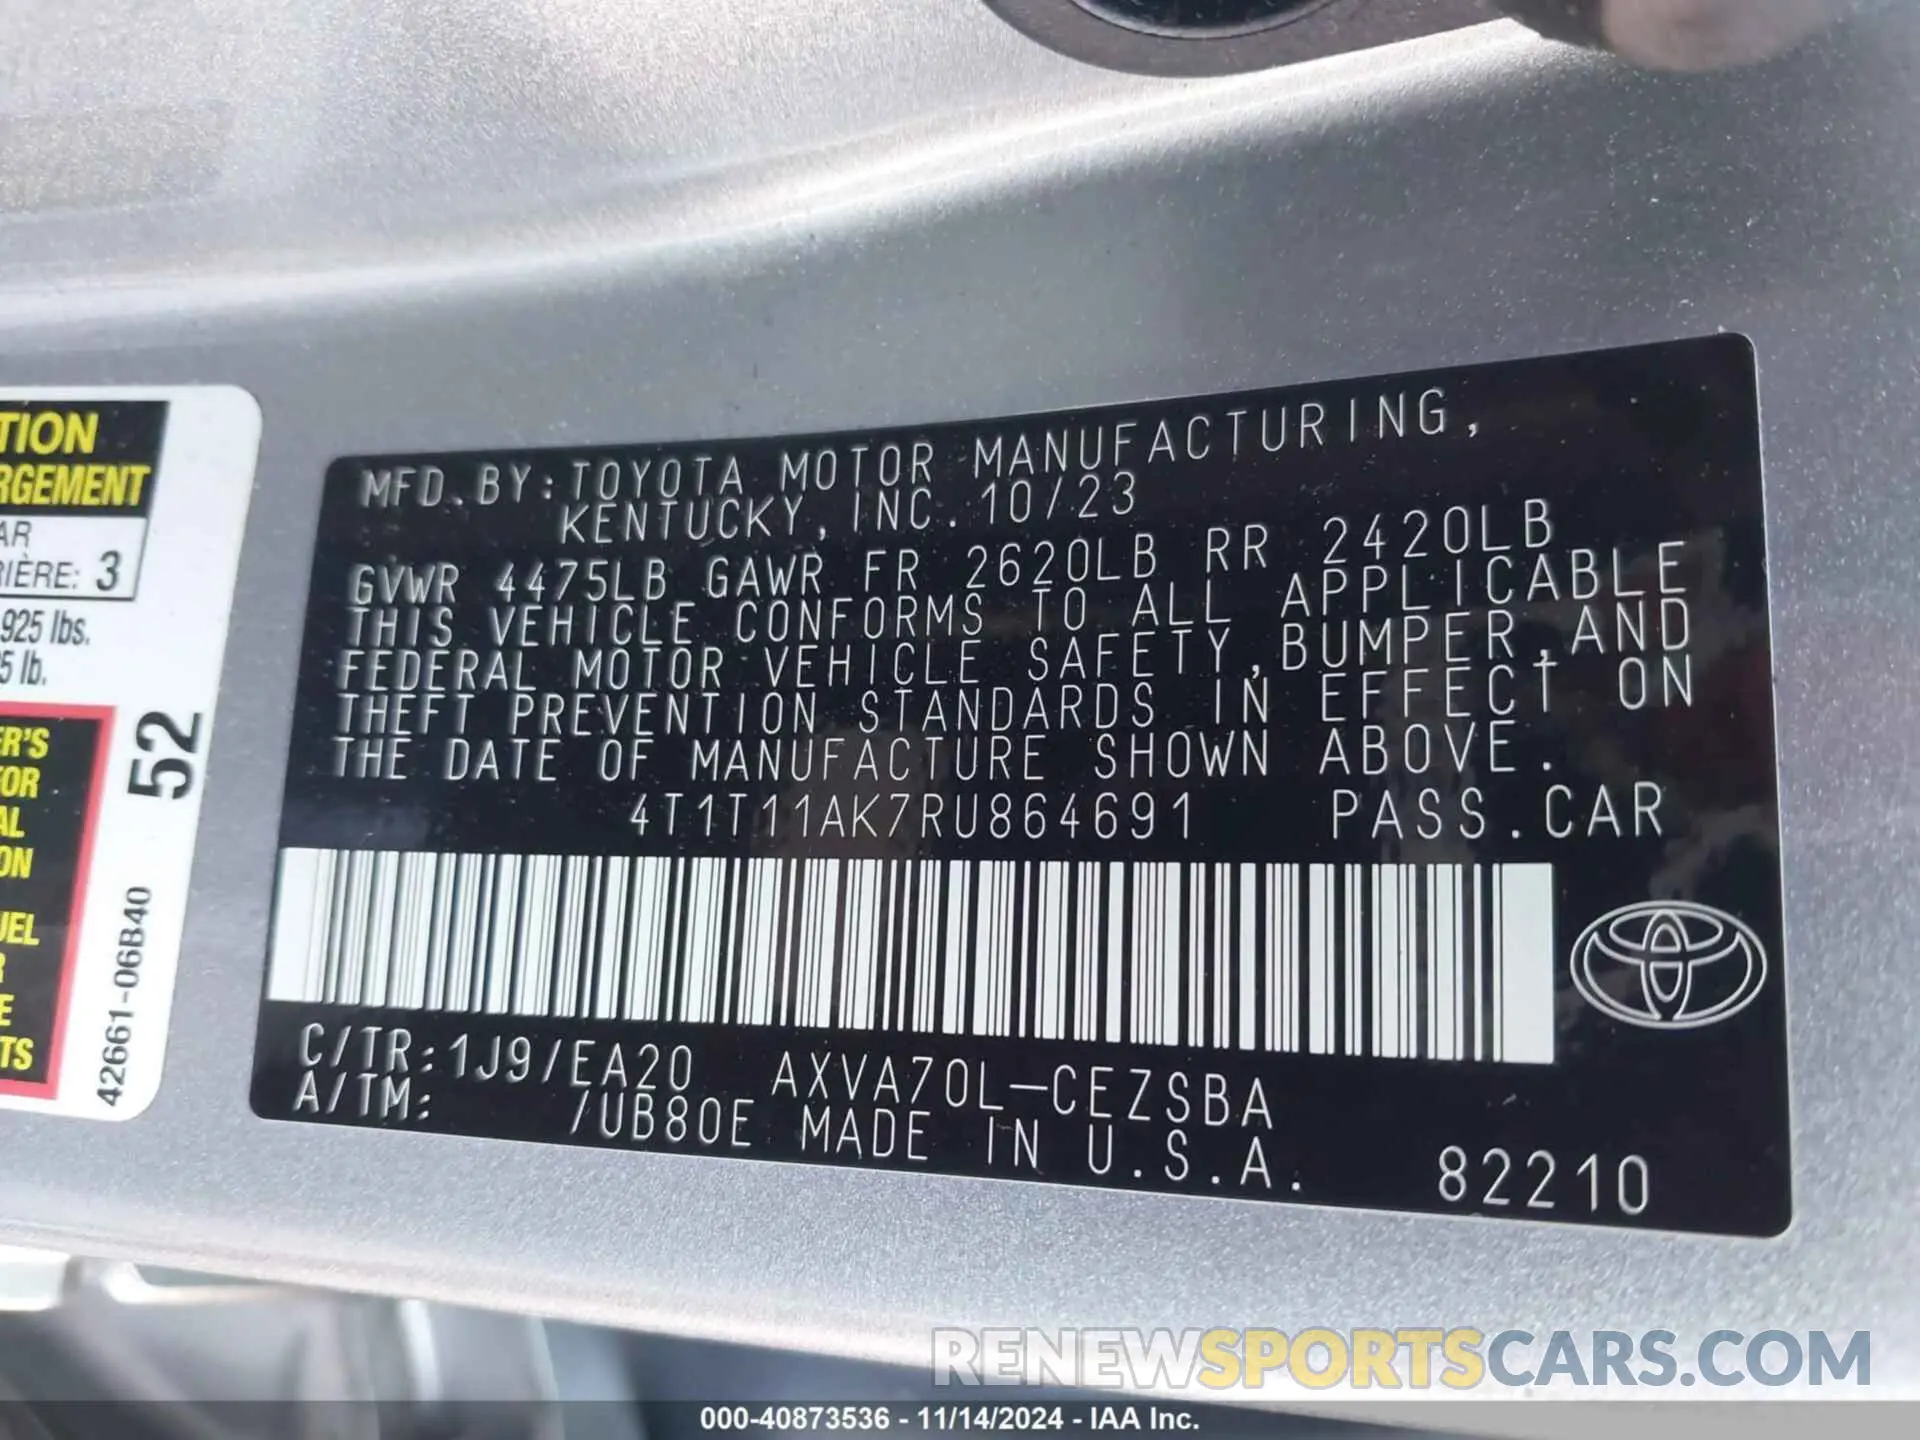 TION
RGEMENT
AR
RIÈRE: 3
925 lbs.
5 lb.
ER'S
FOR
AL
ON
UEL
R
E
TS
52
42661-06B40
MFD. BY: TOYOTA MOTOR MANUFACTURING,
KENTUCKY, INC. 10/23
GVWR 4475LB GAWR FR 2620LB RR 2420LB
THIS VEHICLE CONFORMS TO ALL APPLICABLE
FEDERAL MOTOR VEHICLE SAFETY, BUMPER, AND
THEFT PREVENTION STANDARDS IN EFFECT ON
THE DATE OF MANUFACTURE SHOWN ABOVE.
4T1T11AK7RU864691 PASS. CAR
C/TR: 1J9/EA20 AXVA70L-CEZSBA
A/TM: /UB80E MADE IN U.S.A.
82210
RENEWSPORTSCARS.COM
000-40873536 - 11/14/2024 - IAA Inc.